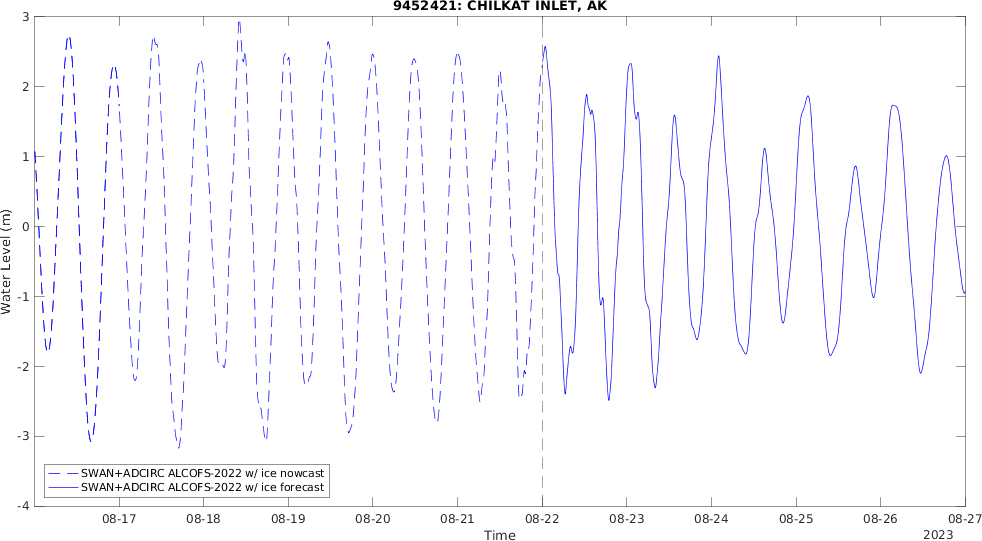 9452421: CHILKAT INLET, AK
3
2
1
0
-1
-2
-3
-4
Water Level (m)
SWAN+ADCIRC ALCOFS-2022 w/ ice nowcast
SWAN+ADCIRC ALCOFS-2022 w/ ice forecast
08-17 08-18 08-19 08-20 08-21 08-22 08-23 08-24 08-25 08-26 08-27
Time
2023